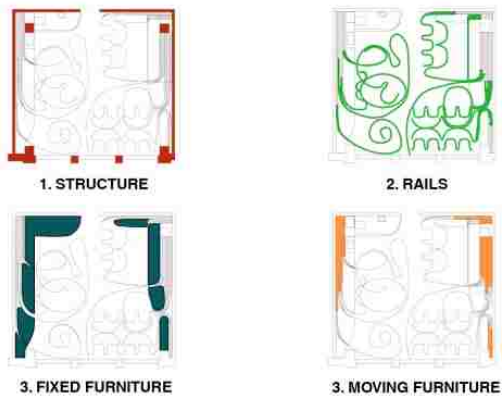 1. STRUCTURE
2. RAILS
3. FIXED FURNITURE
3. MOVING FURNITURE